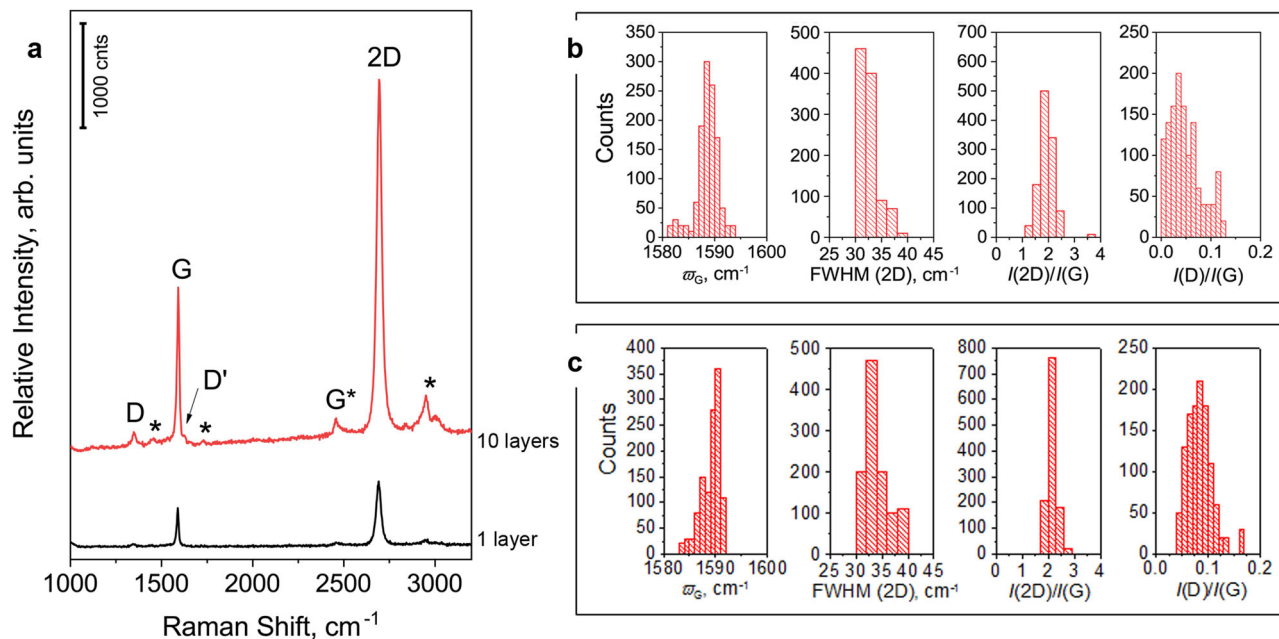 a
1000 cnts
2D
G
D'
D
*
*
G*
*
10 layers
1 layer
Relative Intensity, arb. units
1000 1500 2000 2500 3000
Raman Shift, cm⁻¹
b
Counts
350
300
250
200
150
100
50
0
1580 1590 1600
ϖG, cm⁻¹
500
400
300
200
100
0
25 30 35 40 45
FWHM (2D), cm⁻¹
700
600
500
400
300
200
100
0
0 1 2 3 4
I(2D)/I(G)
250
200
150
100
50
0
0.0 0.1 0.2
I(D)/I(G)
c
Counts
400
350
300
250
200
150
100
50
0
1580 1590 1600
ϖG, cm⁻¹
500
400
300
200
100
0
25 30 35 40 45
FWHM (2D), cm⁻¹
800
700
600
500
400
300
200
100
0
0 1 2 3 4
I(2D)/I(G)
250
200
150
100
50
0
0.0 0.1 0.2
I(D)/I(G)